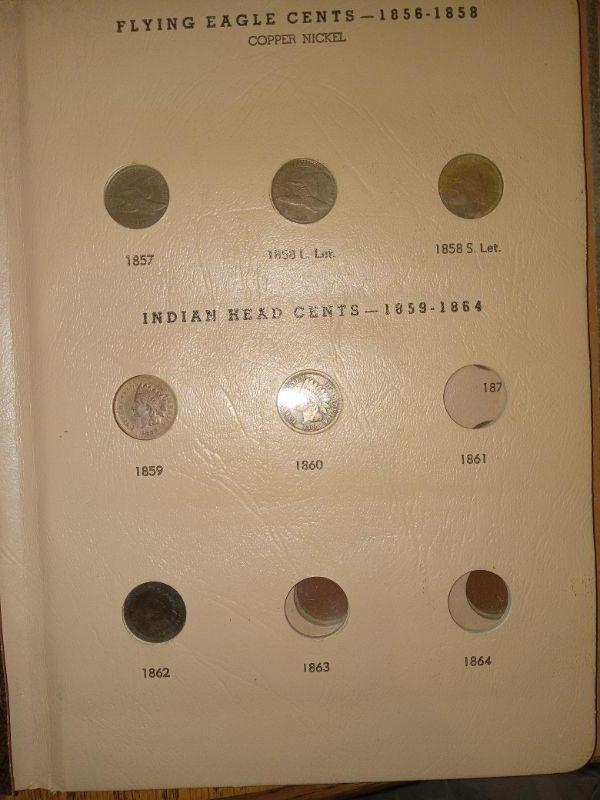 FLYING EAGLE CENTS—1856-1858
COPPER NICKEL
1857
1858 L. Let.
1858 S. Let.
INDIAN HEAD CENTS—1859-1864
1859
1860
187
1861
1862
1863
1864